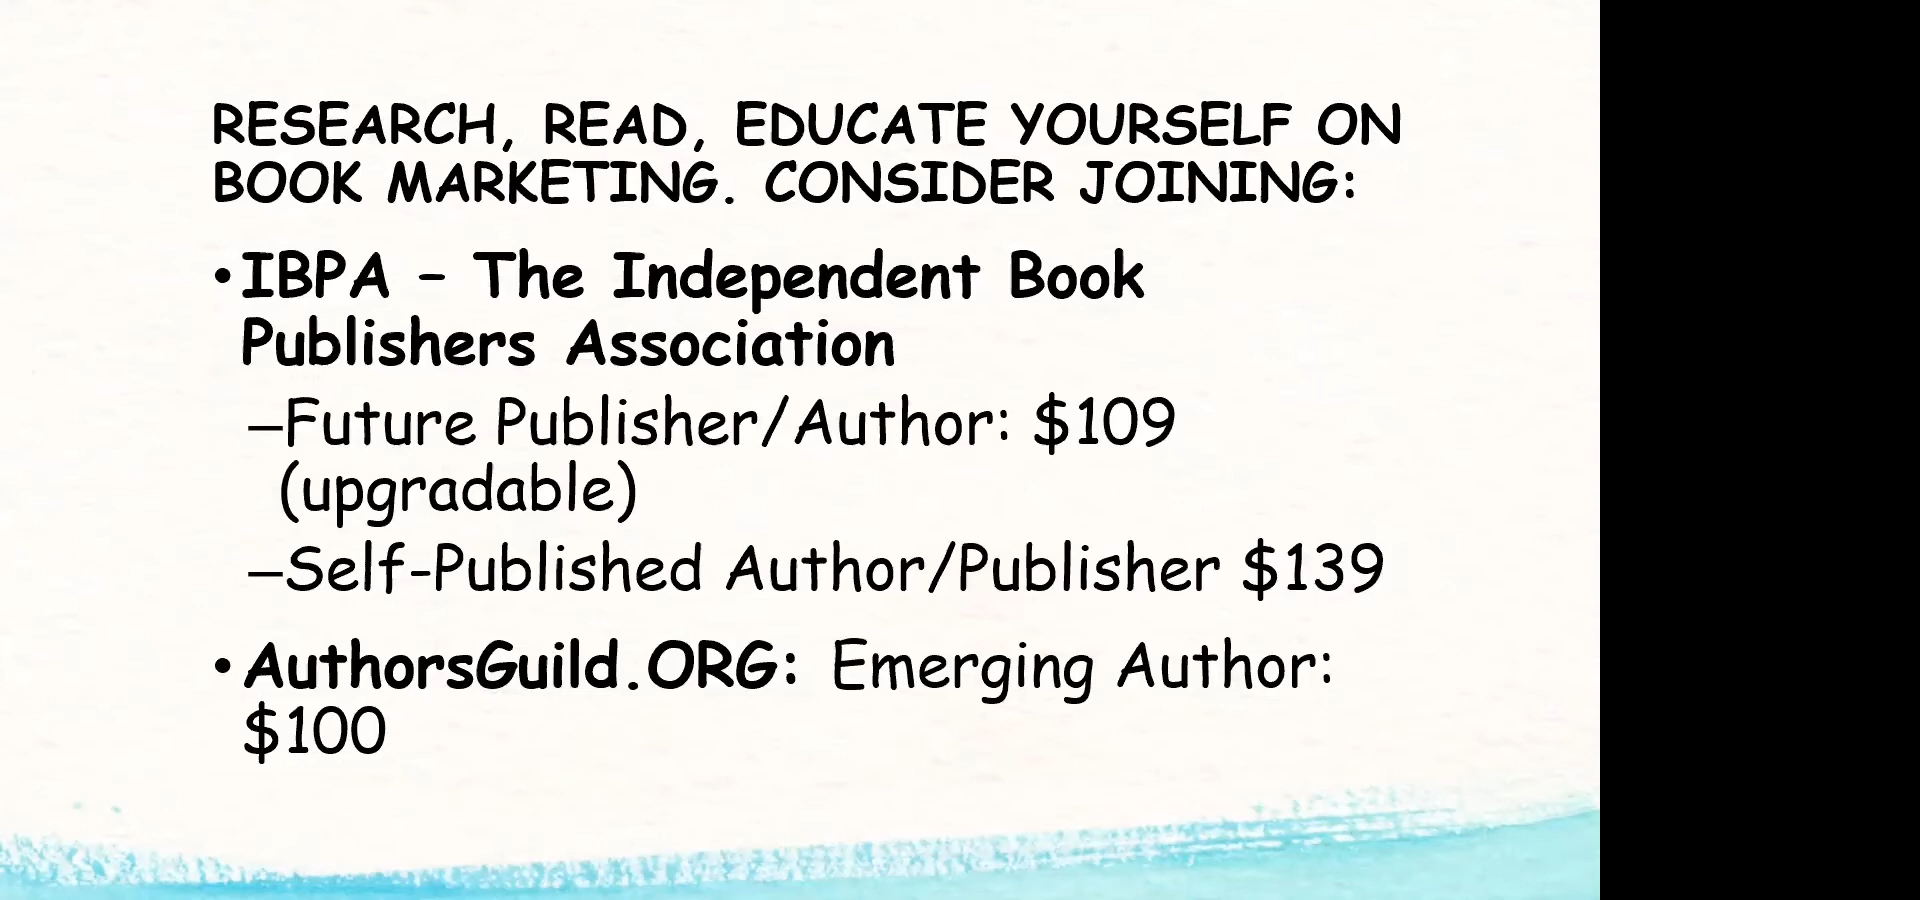 RESEARCH, READ, EDUCATE YOURSELF ON
BOOK MARKETING. CONSIDER JOINING:
•IBPA – The Independent Book
Publishers Association
–Future Publisher/Author: $109
(upgradable)
–Self-Published Author/Publisher $139
•AuthorsGuild.ORG: Emerging Author:
$100